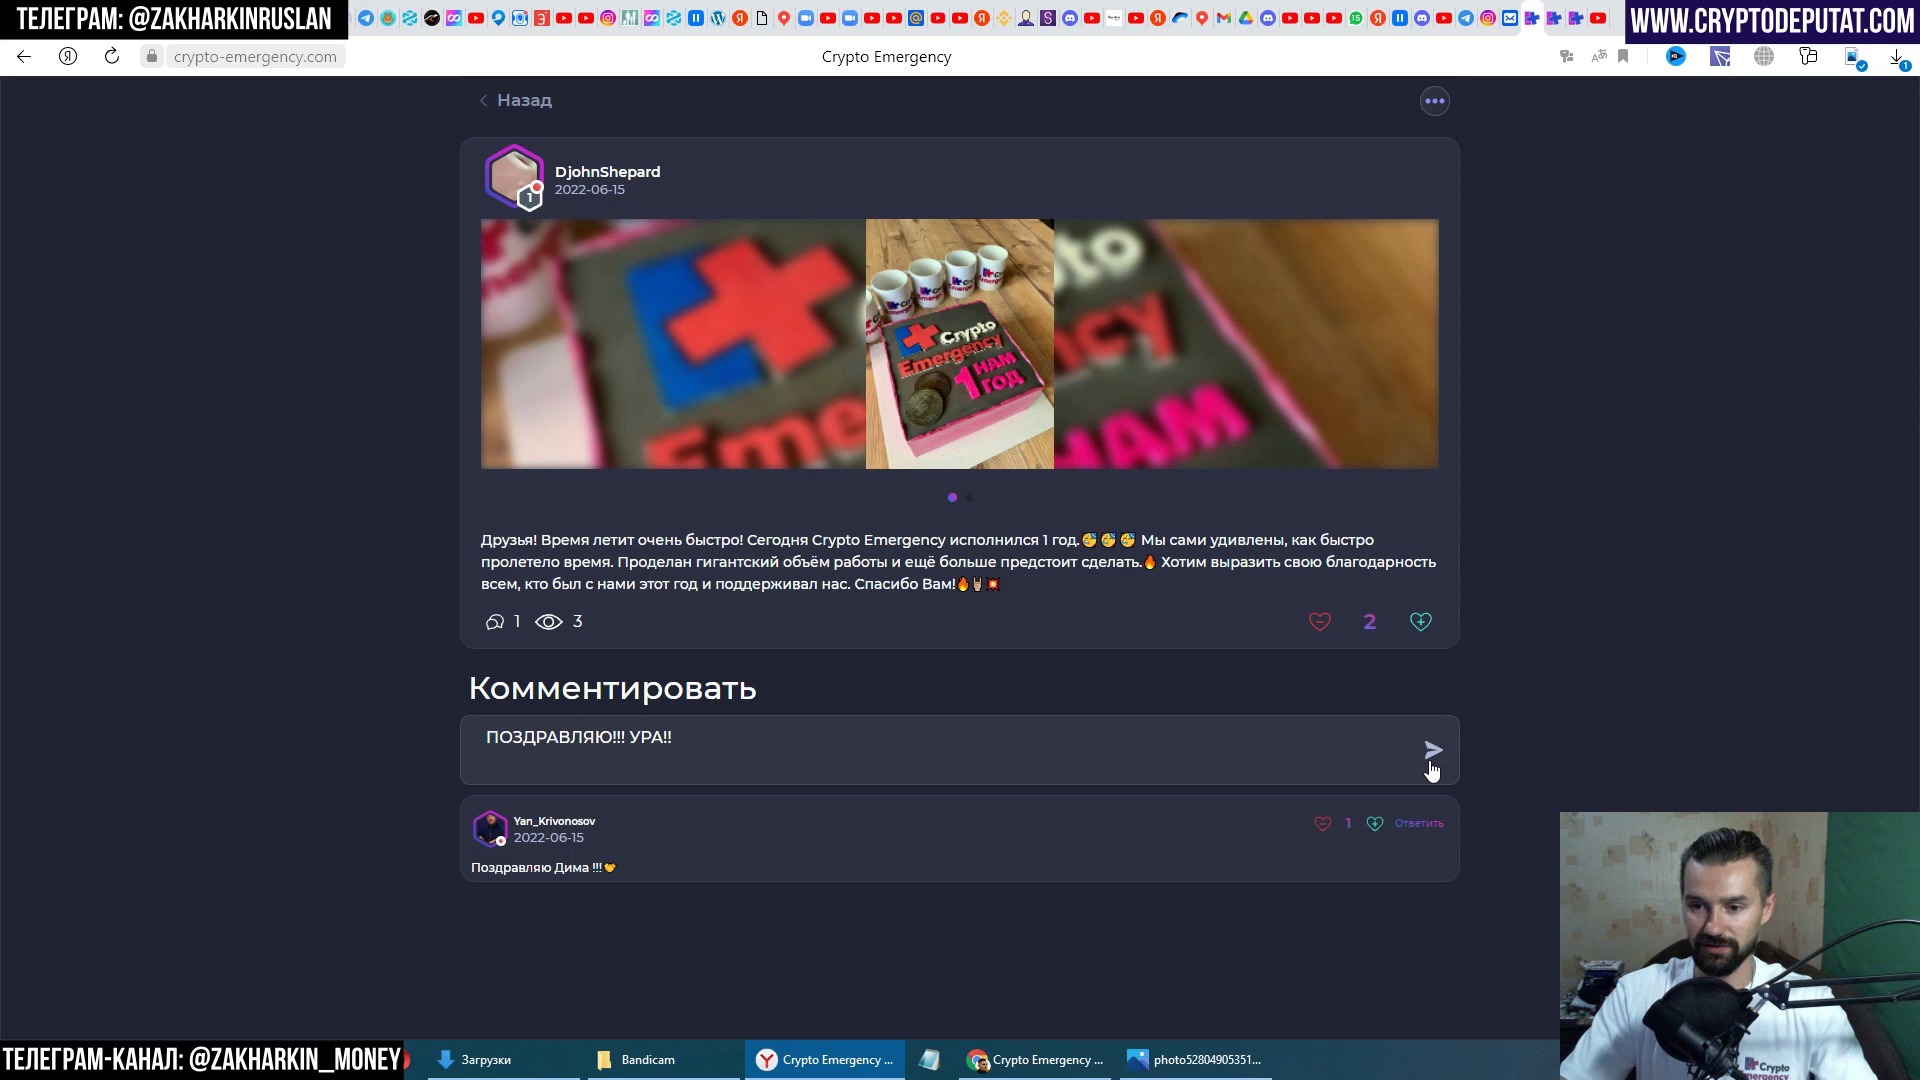 ТЕЛЕГРАМ: @ZAKHARKINRUSLAN
WWW.CRYPTODEPUTAT.COM
crypto-emergency.com
Crypto Emergency
Назад
DjohnShepard
2022-06-15
1
Crypto
Emergency
1 НАМ
ГОД
Друзья! Время летит очень быстро! Сегодня Crypto Emergency исполнился 1 год.🥳🥳🥳 Мы сами удивлены, как быстро
пролетело время. Проделан гигантский объём работы и ещё больше предстоит сделать.🔥 Хотим выразить свою благодарность
всем, кто был с нами этот год и поддерживал нас. Спасибо Вам!🔥🤘💥
1 3 2
Комментировать
ПОЗДРАВЛЯЮ!!! УРА!!
Yan_Krivonosov
2022-06-15
1 Ответить
Поздравляю Дима !!!
Crypto
emergency
ТЕЛЕГРАМ-КАНАЛ: @ZAKHARKIN_MONEY
Загрузки
Bandicam
Crypto Emergency ...
Crypto Emergency ...
photo52804905351...